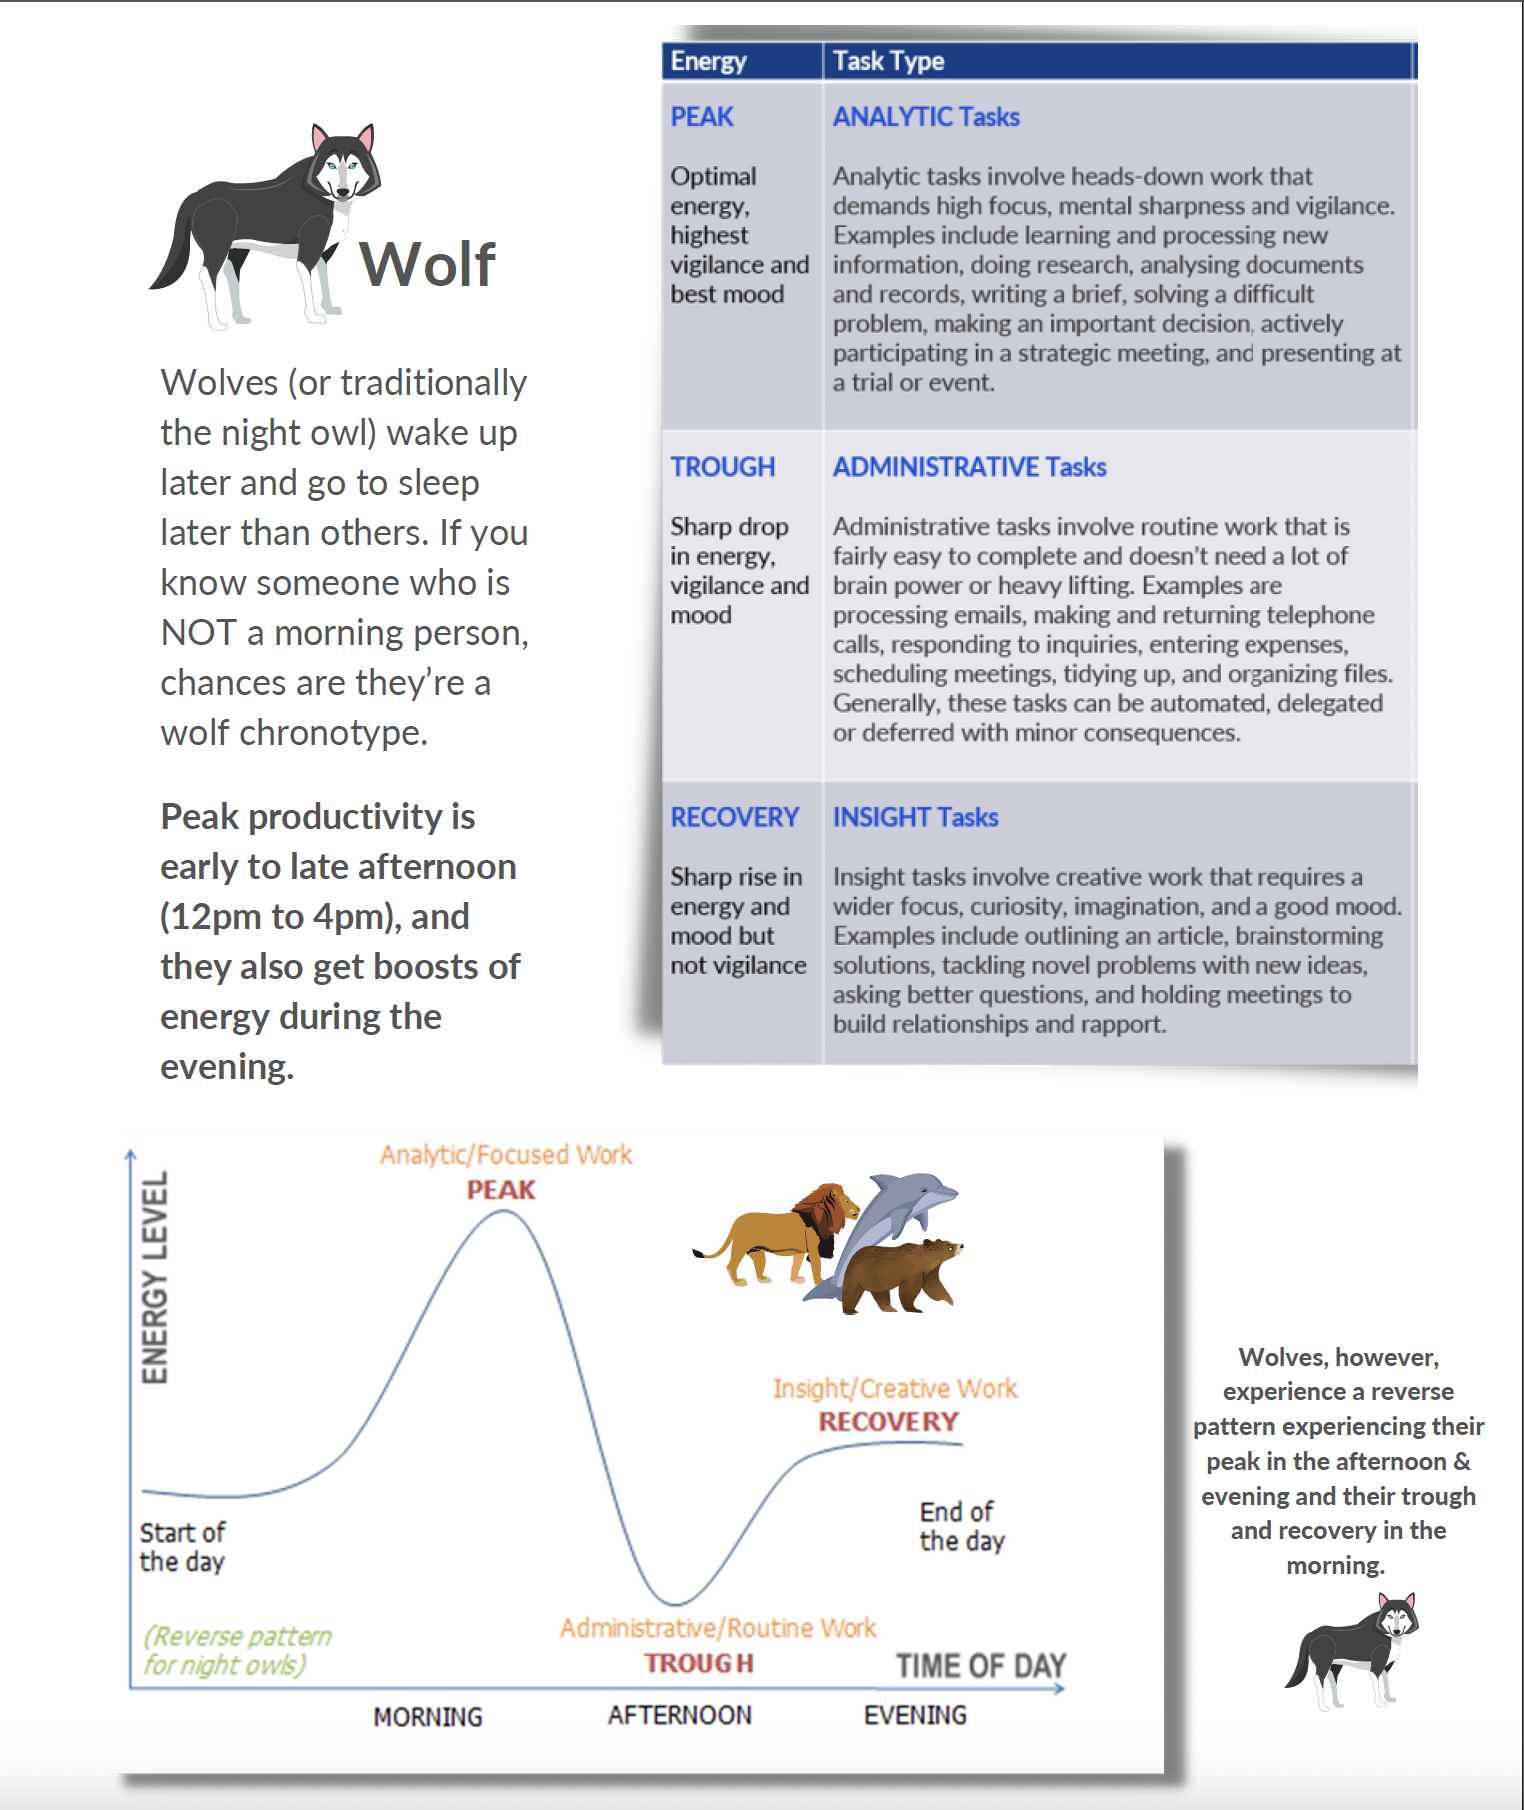 Wolf
Wolves (or traditionally
the night owl) wake up
later and go to sleep
later than others. If you
know someone who is
NOT a morning person,
chances are they’re a
wolf chronotype.
Peak productivity is
early to late afternoon
(12pm to 4pm), and
they also get boosts of
energy during the
evening.
Energy
Task Type
PEAK
Optimal
energy,
highest
vigilance and
best mood
ANALYTIC Tasks
Analytic tasks involve heads-down work that
demands high focus, mental sharpness and vigilance.
Examples include learning and processing new
information, doing research, analysing documents
and records, writing a brief, solving a difficult
problem, making an important decision, actively
participating in a strategic meeting, and presenting at
a trial or event.
TROUGH
Sharp drop
in energy,
vigilance and
mood
ADMINISTRATIVE Tasks
Administrative tasks involve routine work that is
fairly easy to complete and doesn’t need a lot of
brain power or heavy lifting. Examples are
processing emails, making and returning telephone
calls, responding to inquiries, entering expenses,
scheduling meetings, tidying up, and organizing files.
Generally, these tasks can be automated, delegated
or deferred with minor consequences.
RECOVERY
Sharp rise in
energy and
mood but
not vigilance
INSIGHT Tasks
Insight tasks involve creative work that requires a
wider focus, curiosity, imagination, and a good mood.
Examples include outlining an article, brainstorming
solutions, tackling novel problems with new ideas,
asking better questions, and holding meetings to
build relationships and rapport.
ENERGY LEVEL
Analytic/Focused Work
PEAK
Insight/Creative Work
RECOVERY
Start of
the day
End of
the day
(Reverse pattern
for night owls)
Administrative/Routine Work
TROUGH
TIME OF DAY
MORNING
AFTERNOON
EVENING
Wolves, however,
experience a reverse
pattern experiencing their
peak in the afternoon &
evening and their trough
and recovery in the
morning.